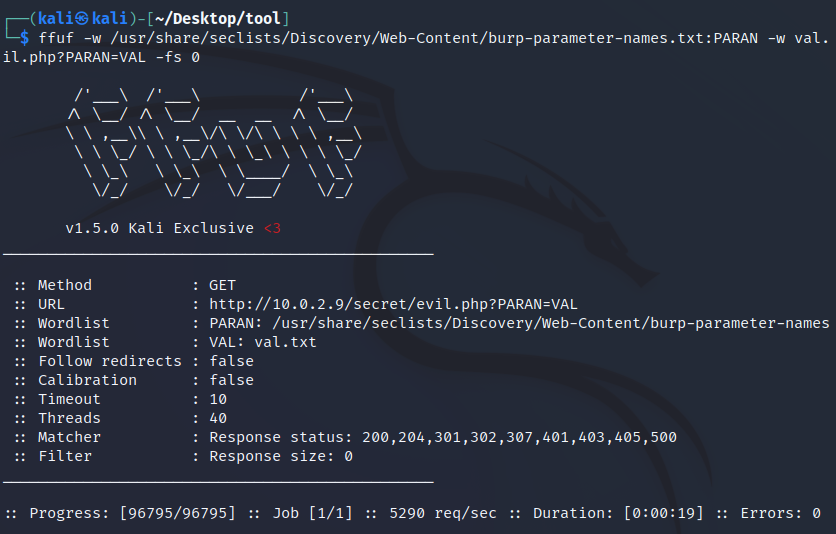 ┌──(kali㉿kali)-[~/Desktop/tool]
└─$ ffuf -w /usr/share/seclists/Discovery/Web-Content/burp-parameter-names.txt:PARAN -w val.
il.php?PARAN=VAL -fs 0
v1.5.0 Kali Exclusive <3
:: Method : GET
:: URL : http://10.0.2.9/secret/evil.php?PARAN=VAL
:: Wordlist : PARAN: /usr/share/seclists/Discovery/Web-Content/burp-parameter-names
:: Wordlist : VAL: val.txt
:: Follow redirects : false
:: Calibration : false
:: Timeout : 10
:: Threads : 40
:: Matcher : Response status: 200,204,301,302,307,401,403,405,500
:: Filter : Response size: 0
:: Progress: [96795/96795] :: Job [1/1] :: 5290 req/sec :: Duration: [0:00:19] :: Errors: 0